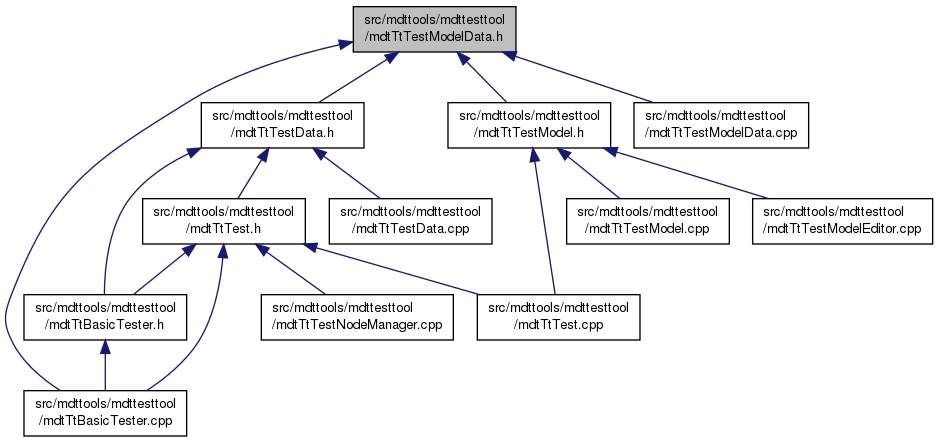 src/mdttools/mdttesttool
/mdtTtTestModelData.h
src/mdttools/mdttesttool
/mdtTtTestData.h
src/mdttools/mdttesttool
/mdtTtTestModel.h
src/mdttools/mdttesttool
/mdtTtTestModelData.cpp
src/mdttools/mdttesttool
/mdtTtTest.h
src/mdttools/mdttesttool
/mdtTtTestData.cpp
src/mdttools/mdttesttool
/mdtTtTestModel.cpp
src/mdttools/mdttesttool
/mdtTtTestModelEditor.cpp
src/mdttools/mdttesttool
/mdtTtBasicTester.h
src/mdttools/mdttesttool
/mdtTtTestNodeManager.cpp
src/mdttools/mdttesttool
/mdtTtTest.cpp
src/mdttools/mdttesttool
/mdtTtBasicTester.cpp